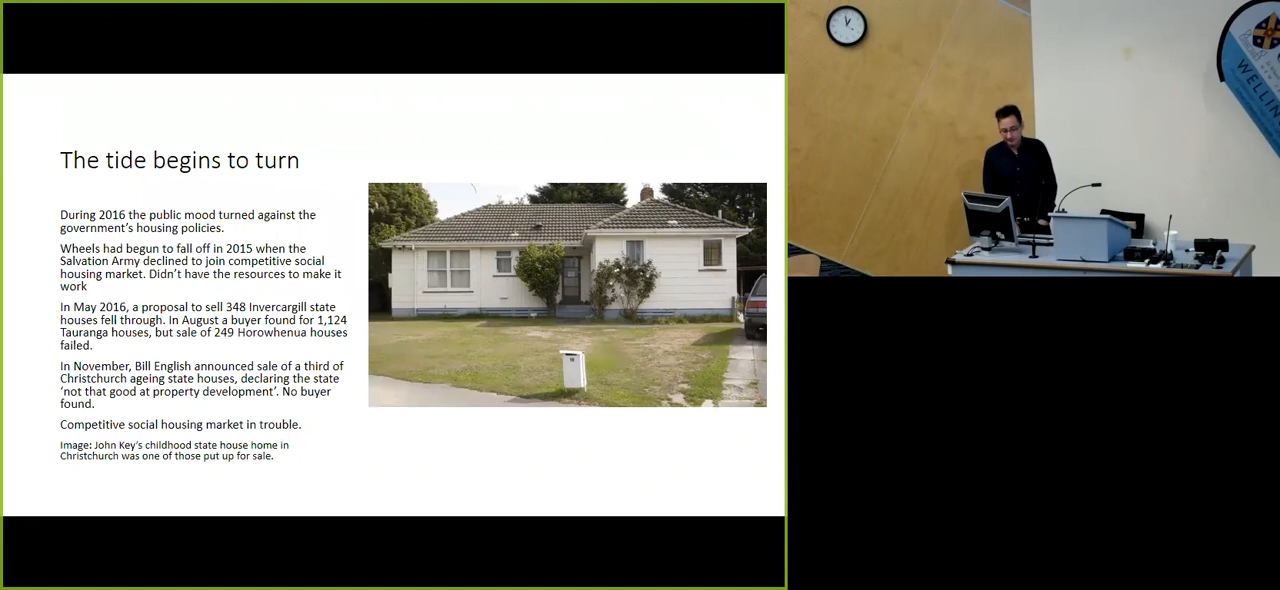 The tide begins to turn
During 2016 the public mood turned against the
government's housing policies.
Wheels had begun to fall off in 2015 when the
Salvation Army declined to join competitive social
housing market. Didn't have the resources to make it
work
In May 2016, a proposal to sell 348 Invercargill state
houses fell through. In August a buyer found for 1,124
Tauranga houses, but sale of 249 Horowhenua houses
failed.
In November, Bill English announced sale of a third of
Christchurch ageing state houses, declaring the state
'not that good at property development'. No buyer
found.
Competitive social housing market in trouble.
Image: John Key's childhood state house home in
Christchurch was one of those put up for sale.
WELLIN